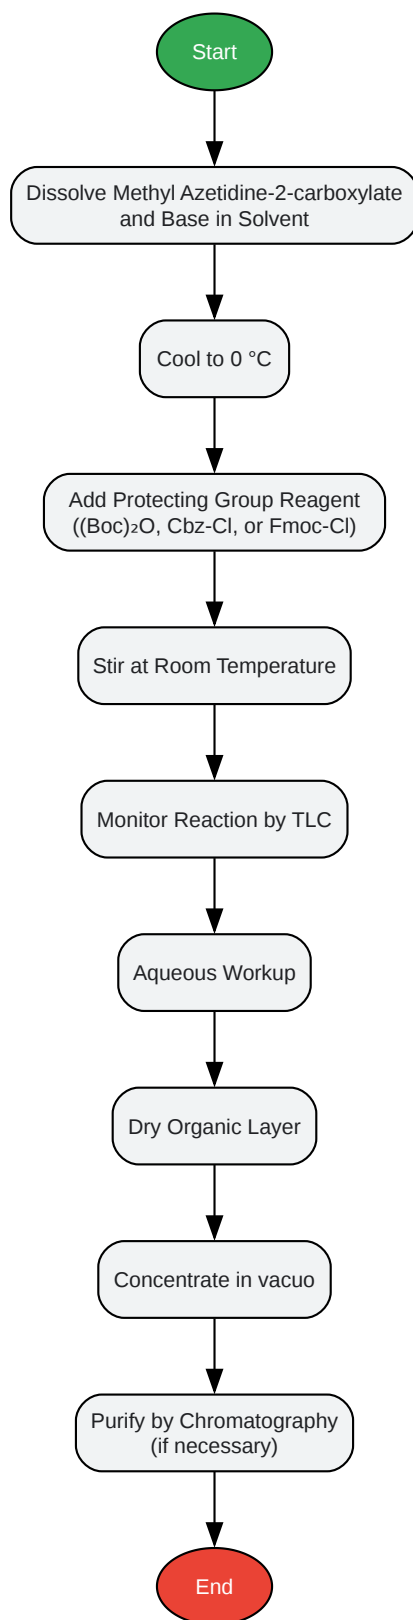 Start
Dissolve Methyl Azetidine-2-carboxylate
and Base in Solvent
Cool to 0 °C
Add Protecting Group Reagent
((Boc)₂O, Cbz-Cl, or Fmoc-Cl)
Stir at Room Temperature
Monitor Reaction by TLC
Aqueous Workup
Dry Organic Layer
Concentrate in vacuo
Purify by Chromatography
(if necessary)
End